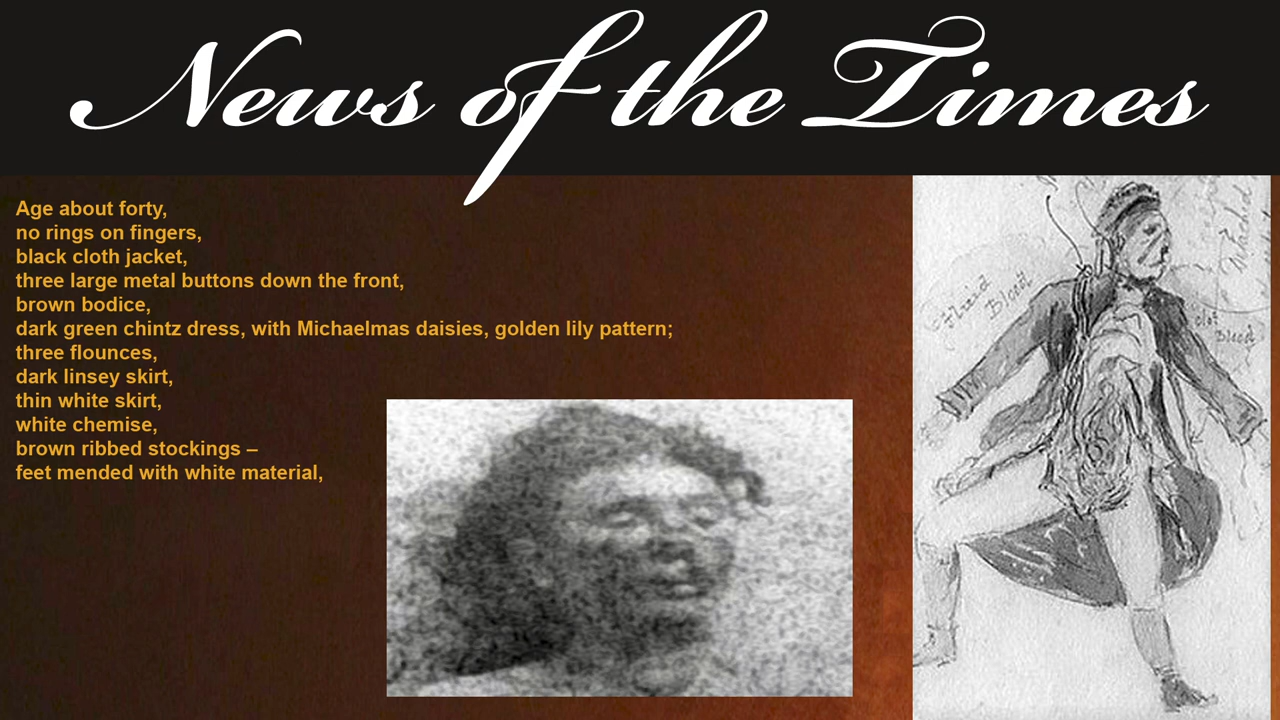 News of the Times
Age about forty,
no rings on fingers,
black cloth jacket,
three large metal buttons down the front,
brown bodice,
dark green chintz dress, with Michaelmas daisies, golden lily pattern;
three flounces,
dark linsey skirt,
thin white skirt,
white chemise,
brown ribbed stockings –
feet mended with white material,
Fluid
Blood
clot
Blood